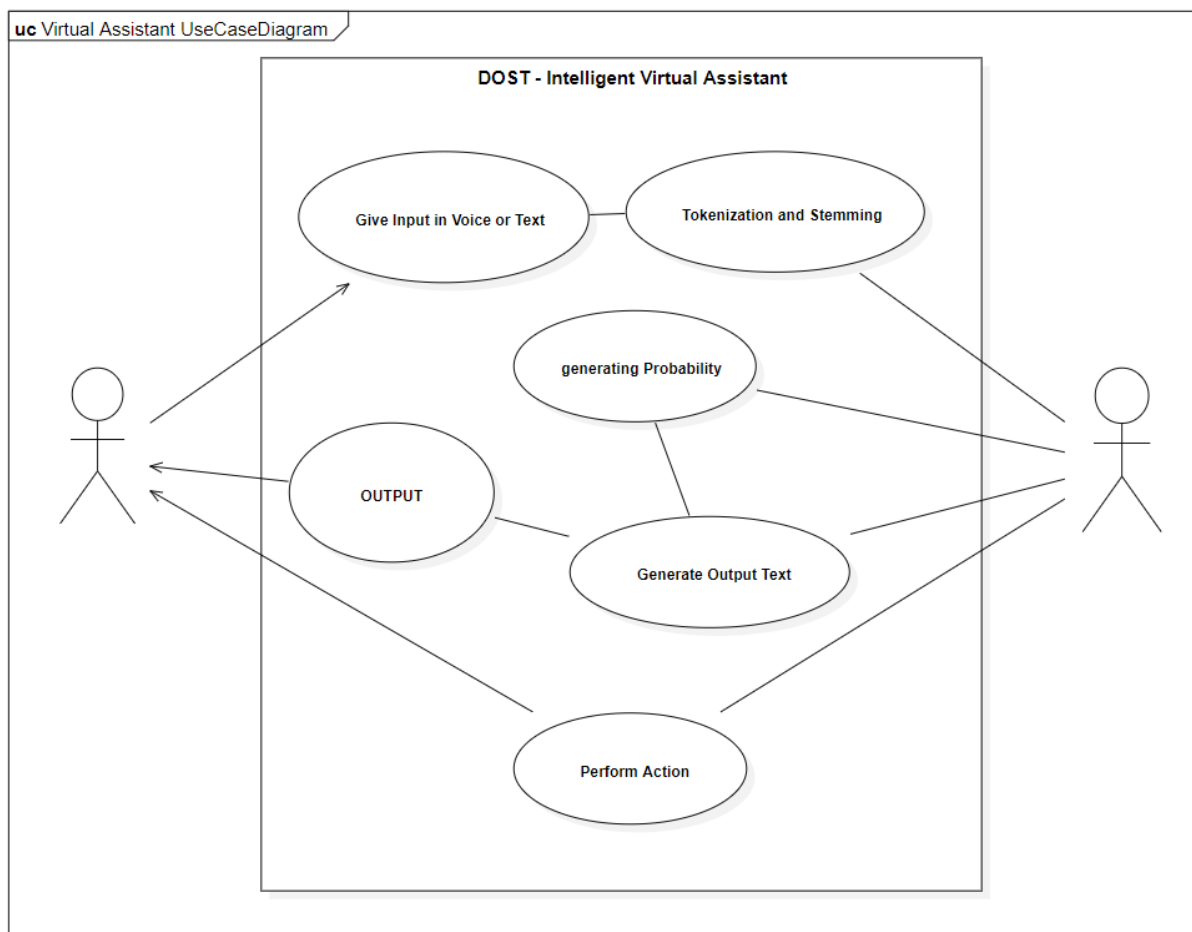 uc Virtual Assistant UseCaseDiagram
DOST - Intelligent Virtual Assistant
Give Input in Voice or Text
Tokenization and Stemming
generating Probability
OUTPUT
Generate Output Text
Perform Action